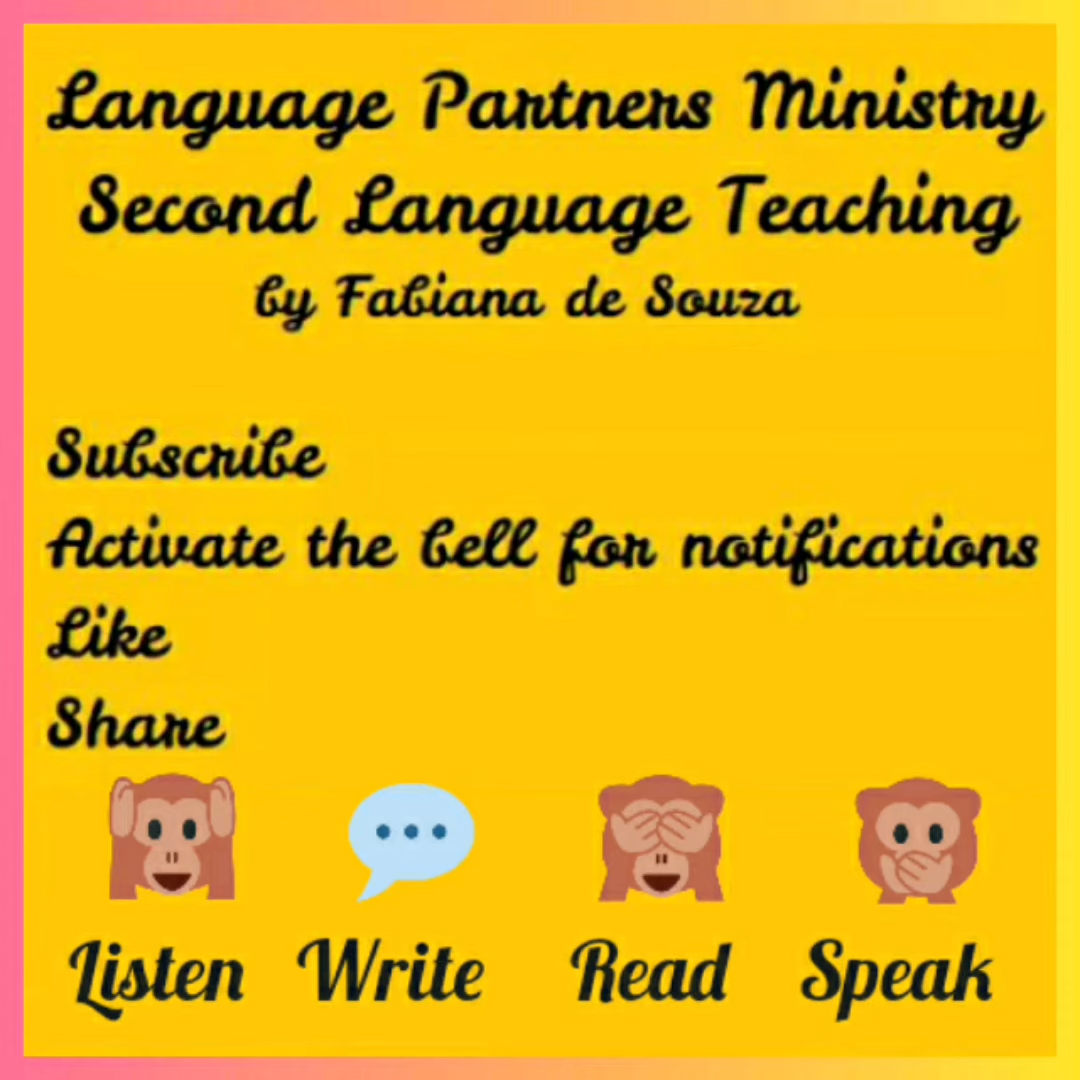 Language Partners Ministry
Second Language Teaching
by Fabiana de Souza
Subscribe
Activate the bell for notifications
Like
Share
Listen Write Read Speak